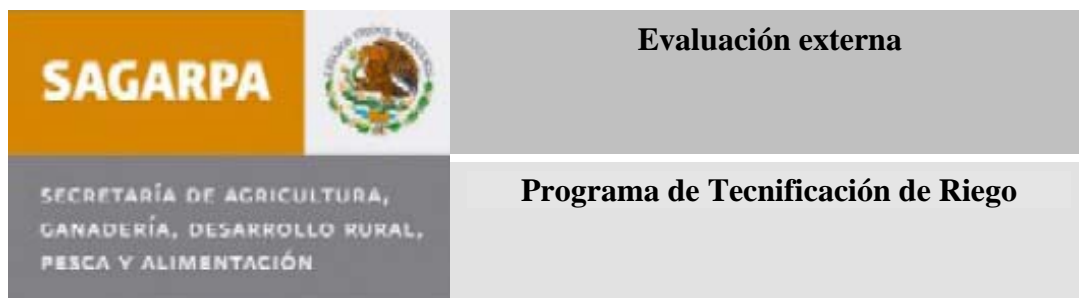 SAGARPA
SECRETARÍA DE AGRICULTURA,
GANADERÍA, DESARROLLO RURAL,
PESCA Y ALIMENTACIÓN
Evaluación externa
Programa de Tecnificación de Riego